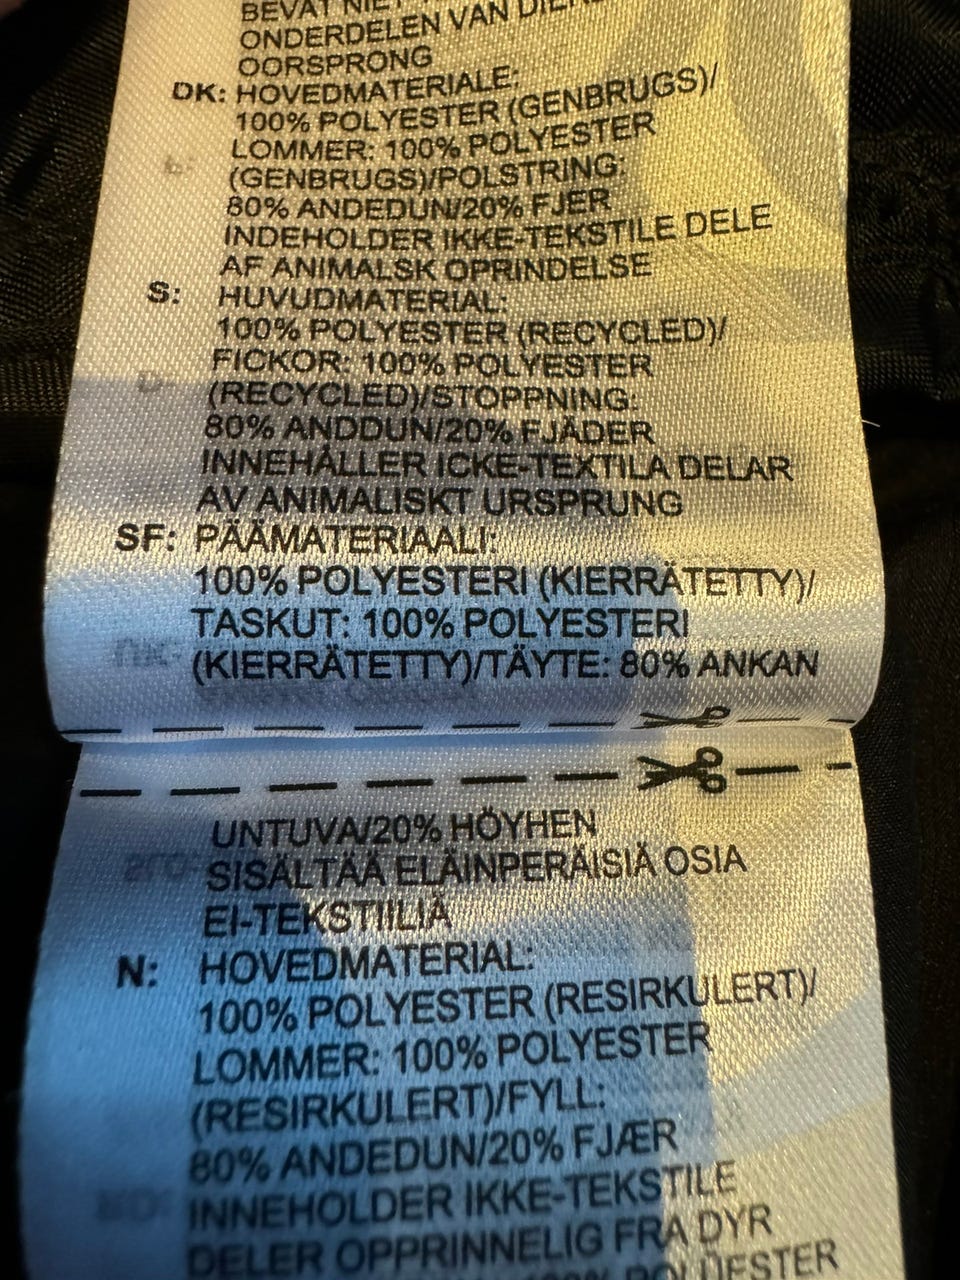 BEVAT NIET
ONDERDELEN VAN
OORSPRONG
DK: HOVEDMATERIALE:
100% POLYESTER (GENBRUGS)/
LOMMER: 100% POLYESTER
(GENBRUGS)/POLSTRING:
80% ANDEDUN/20% FJER
INDEHOLDER IKKE-TEKSTILE DELE
AF ANIMALSK OPRINDELSE
S: HUVUDMATERIAL:
100% POLYESTER (RECYCLED)/
FICKOR: 100% POLYESTER
(RECYCLED)/STOPPNING:
80% ANDDUN/20% FJÄDER
INNEHÅLLER ICKE-TEXTILA DELAR
AV ANIMALISKT URSPRUNG
SF: PÄÄMATERIAALI:
100% POLYESTERI (KIERRÄTETTY)/
TASKUT: 100% POLYESTERI
(KIERRÄTETTY)/TÄYTE: 80% ANKAN
UNTUVA/20% HÖYHEN
SISÄLTÄÄ ELÄINPERÄISIÄ OSIA
EI-TEKSTIILIÄ
N: HOVEDMATERIAL:
100% POLYESTER (RESIRKULERT)/
LOMMER: 100% POLYESTER
(RESIRKULERT)/FYLL:
80% ANDEDUN/20% FJÆR
INNEHOLDER IKKE-TEKSTILE
DELER OPPRINNELIG FRA DYR